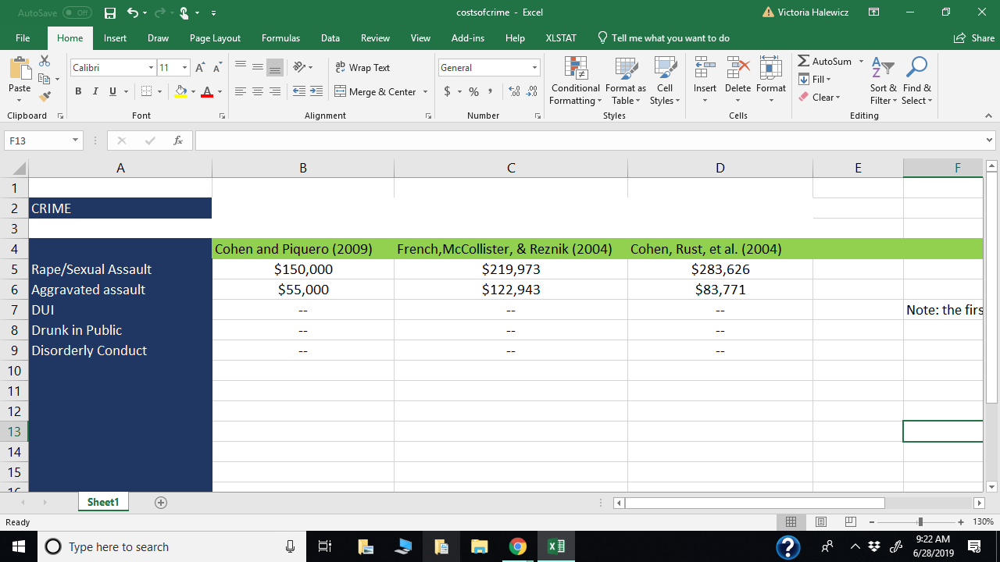 AutoSave Off costsofcrime - Excel Victoria Halewicz
File Home Insert Draw Page Layout Formulas Data Review View Add-ins Help XLSTAT Tell me what you want to do Share
Paste
Clipboard
Calibri 11
B I U
A A A
Font
ab Wrap Text
Merge & Center
Alignment
General
$ % ,
Number
Conditional Formatting
Format as Table
Cell Styles
Styles
Insert Delete Format
Cells
AutoSum
Fill
Clear
Sort & Filter
Find & Select
Editing
F13 fx
A B C D E F
1
2 CRIME
3
4 Cohen and Piquero (2009) French,McCollister, & Reznik (2004) Cohen, Rust, et al. (2004)
5 Rape/Sexual Assault $150,000 $219,973 $283,626
6 Aggravated assault $55,000 $122,943 $83,771
7 DUI -- -- -- Note: the firs
8 Drunk in Public -- -- --
9 Disorderly Conduct -- -- --
10
11
12
13
14
15
16
Sheet1
Ready 130%
Type here to search
9:22 AM
6/28/2019